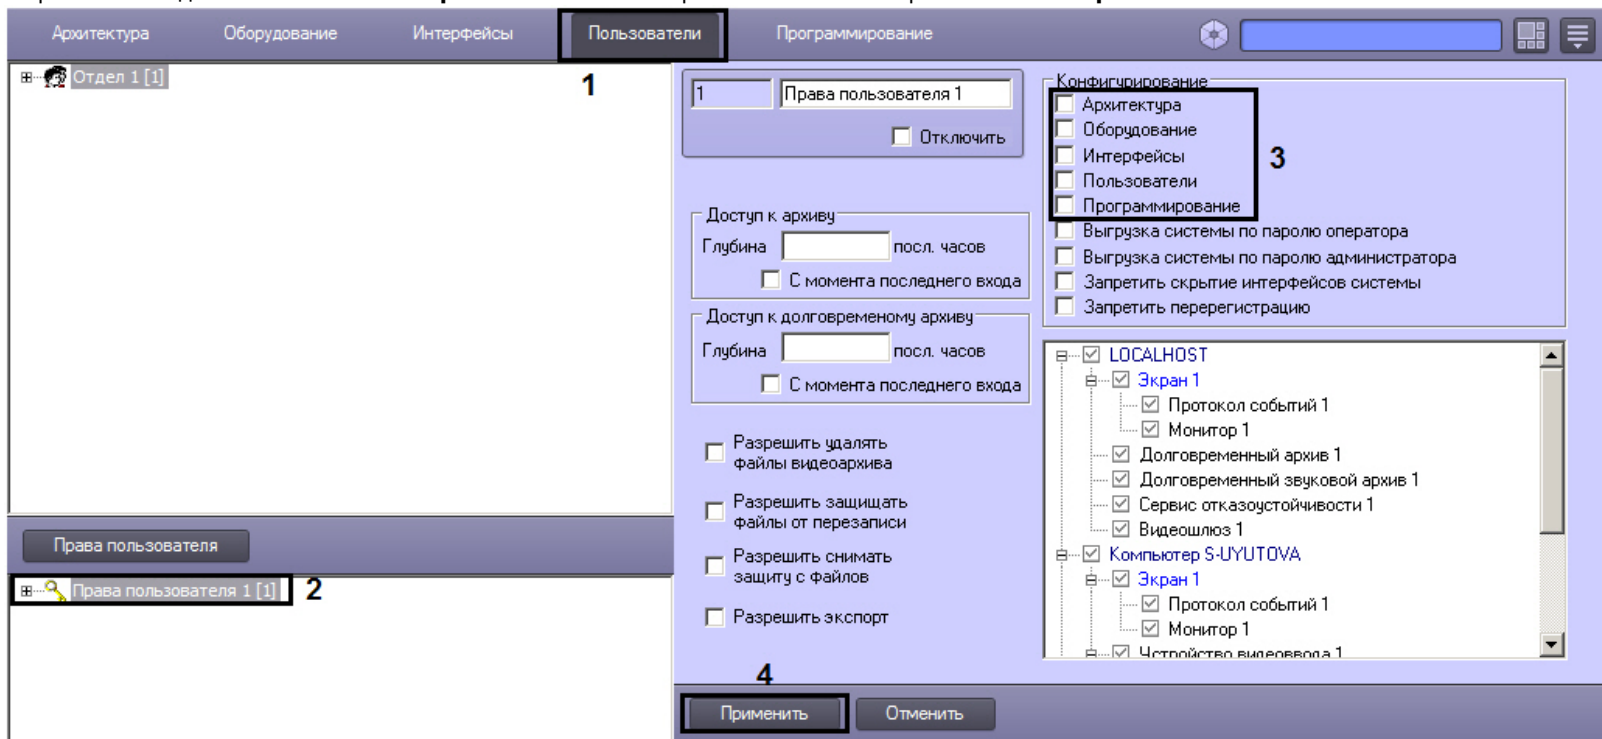 Архитектура
Оборудование
Интерфейсы
Пользователи
Программирование
1
Отдел 1 [1]
Права пользователя
Права пользователя 1 [1]
2
1
Права пользователя 1
Отключить
Доступ к архиву
Глубина посл. часов
С момента последнего входа
Доступ к долговременому архиву
Глубина посл. часов
С момента последнего входа
Разрешить удалять
файлы видеоархива
Разрешить защищать
файлы от перезаписи
Разрешить снимать
защиту с файлов
Разрешить экспорт
Конфигурирование
Архитектура
Оборудование
Интерфейсы
Пользователи
Программирование
3
Выгрузка системы по паролю оператора
Выгрузка системы по паролю администратора
Запретить скрытие интерфейсов системы
Запретить перерегистрацию
LOCALHOST
Экран 1
Протокол событий 1
Монитор 1
Долговременный архив 1
Долговременный звуковой архив 1
Сервис отказоустойчивости 1
Видеошлюз 1
Компьютер S-UYUTOVA
Экран 1
Протокол событий 1
Монитор 1
Устройство видеоввода 1
4
Применить
Отменить